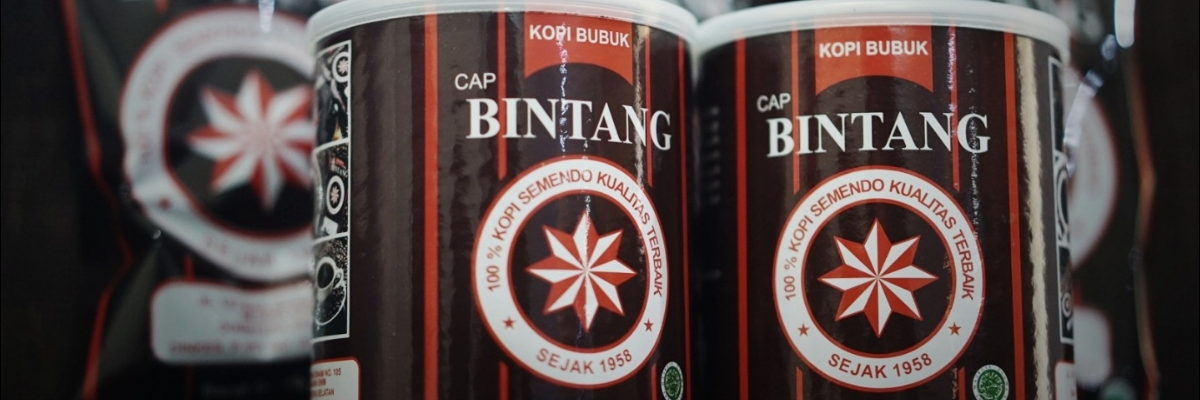 KOPI BUBUK
CAP
BINTANG
100 % KOPI SEMENDO KUALITAS TERBAIK
SEJAK 1958
KOPI BUBUK
CAP
BINTANG
100 % KOPI SEMENDO KUALITAS TERBAIK
SEJAK 1958